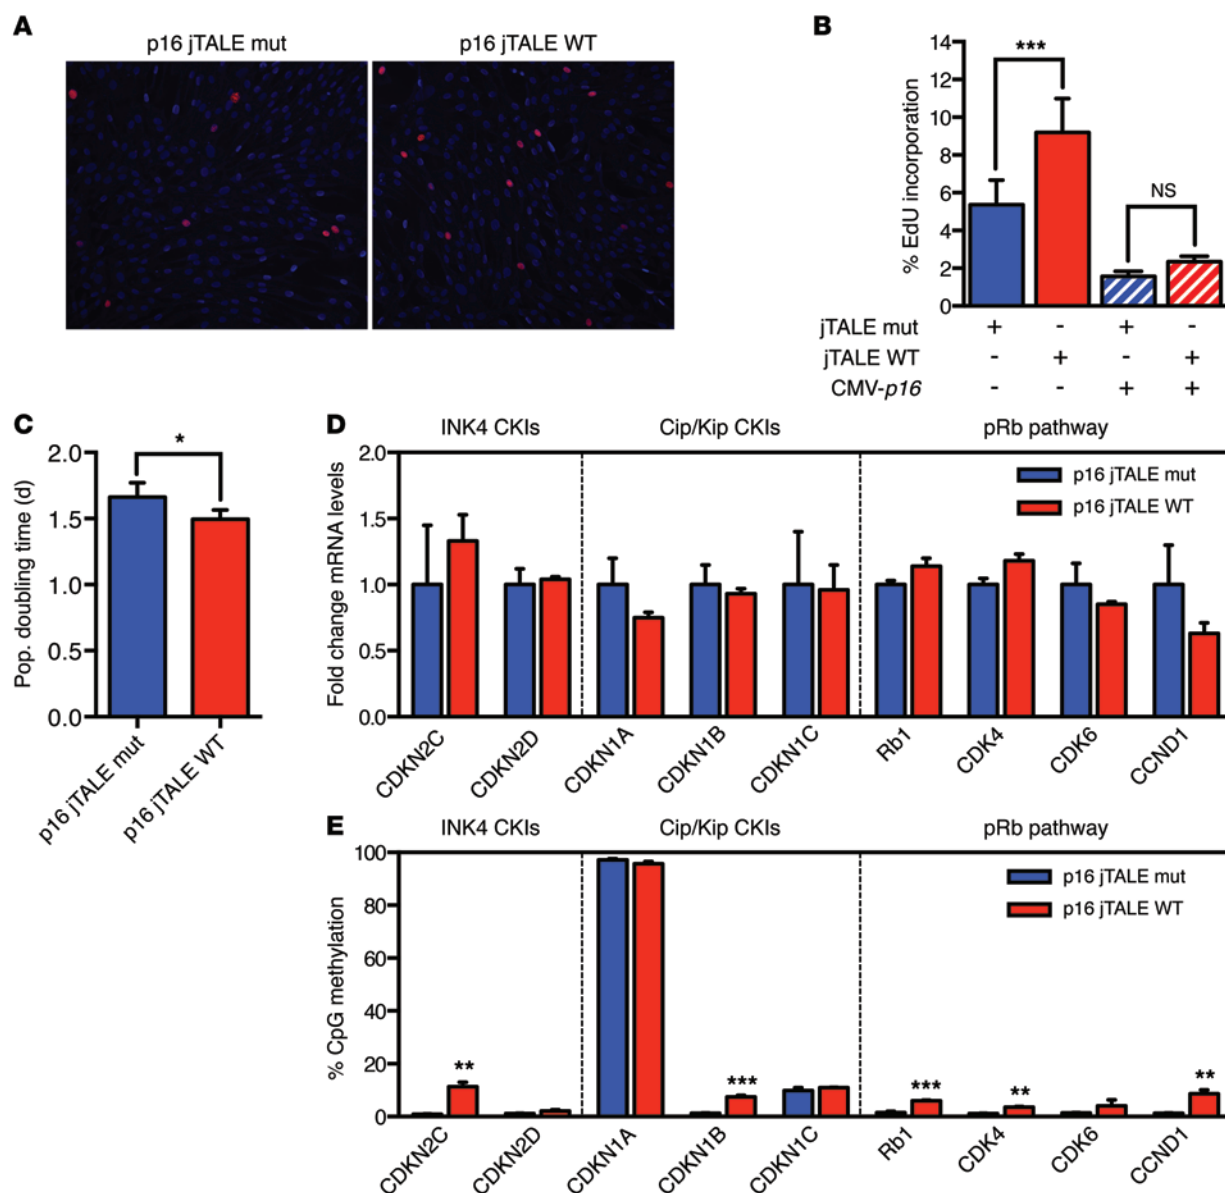 A
p16 jTALE mut
p16 jTALE WT
B
% EdU incorporation
14
12
10
8
6
4
2
0
***
NS
jTALE mut + - + -
jTALE WT - + - +
CMV-p16 - - + +
C
Pop. doubling time (d)
2.0
1.5
1.0
0.5
0.0
*
p16 jTALE mut
p16 jTALE WT
D
INK4 CKIs
Cip/Kip CKIs
pRb pathway
Fold change mRNA levels
2.0
1.5
1.0
0.5
0.0
p16 jTALE mut
p16 jTALE WT
CDKN2C
CDKN2D
CDKN1A
CDKN1B
CDKN1C
Rb1
CDK4
CDK6
CCND1
E
INK4 CKIs
Cip/Kip CKIs
pRb pathway
% CpG methylation
100
80
60
40
20
0
p16 jTALE mut
p16 jTALE WT
**
***
***
**
**
CDKN2C
CDKN2D
CDKN1A
CDKN1B
CDKN1C
Rb1
CDK4
CDK6
CCND1